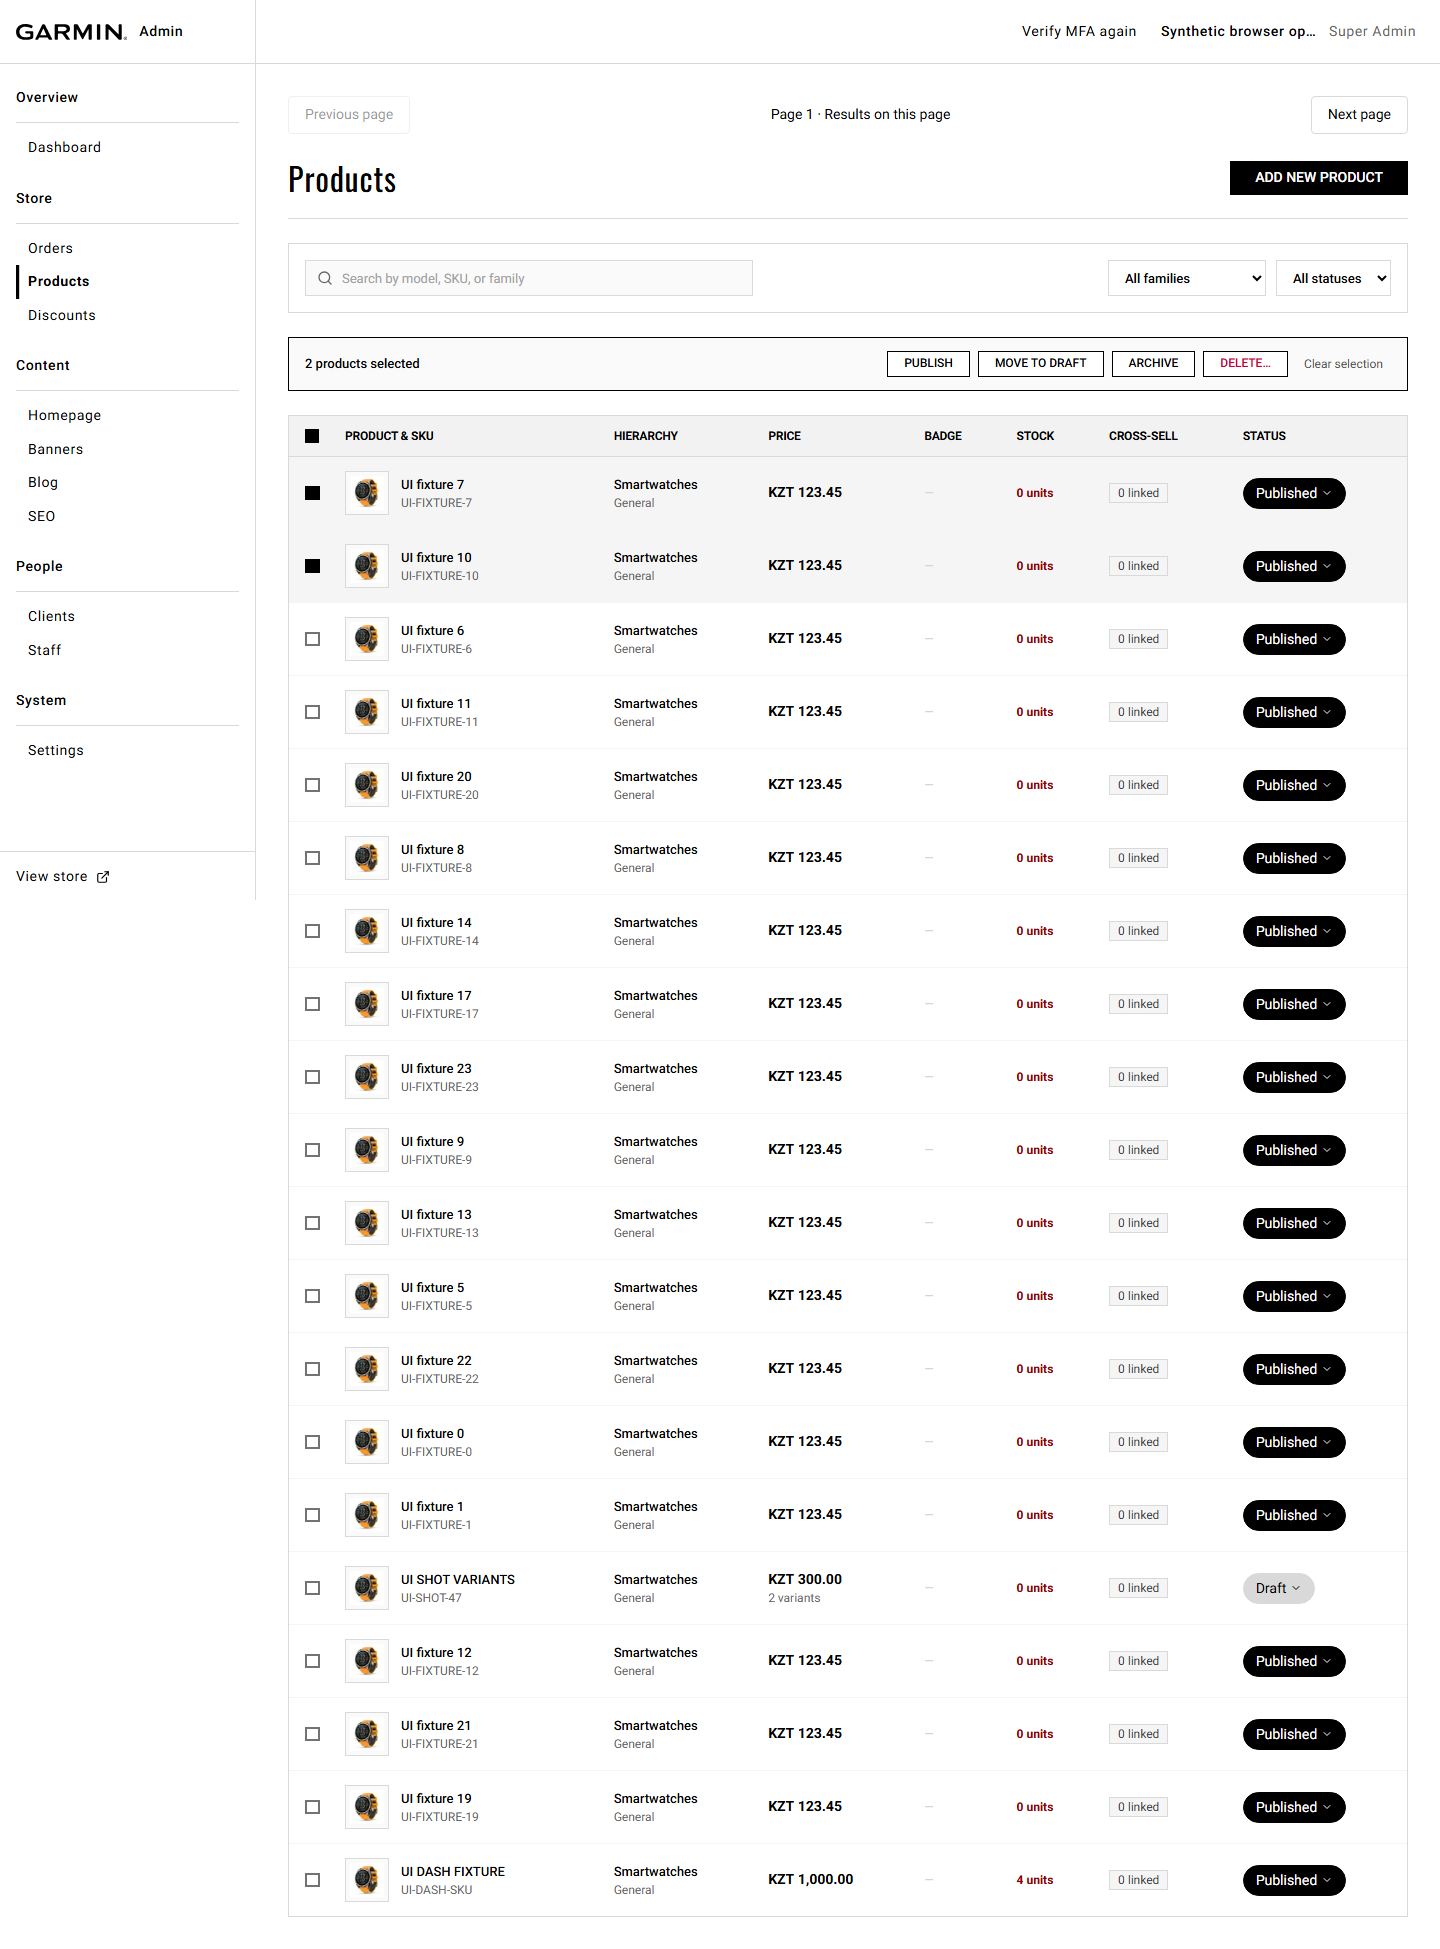 GARMIN. Admin
Verify MFA again Synthetic browser op... Super Admin
Overview
Dashboard
Store
Orders
Products
Discounts
Content
Homepage
Banners
Blog
SEO
People
Clients
Staff
System
Settings
View store
Previous page Page 1 · Results on this page Next page
Products ADD NEW PRODUCT
Search by model, SKU, or family All families All statuses
2 products selected PUBLISH MOVE TO DRAFT ARCHIVE DELETE... Clear selection
PRODUCT & SKU HIERARCHY PRICE BADGE STOCK CROSS-SELL STATUS
UI fixture 7 Smartwatches KZT 123.45 — 0 units 0 linked Published
UI-FIXTURE-7 General
UI fixture 10 Smartwatches KZT 123.45 — 0 units 0 linked Published
UI-FIXTURE-10 General
UI fixture 6 Smartwatches KZT 123.45 — 0 units 0 linked Published
UI-FIXTURE-6 General
UI fixture 11 Smartwatches KZT 123.45 — 0 units 0 linked Published
UI-FIXTURE-11 General
UI fixture 20 Smartwatches KZT 123.45 — 0 units 0 linked Published
UI-FIXTURE-20 General
UI fixture 8 Smartwatches KZT 123.45 — 0 units 0 linked Published
UI-FIXTURE-8 General
UI fixture 14 Smartwatches KZT 123.45 — 0 units 0 linked Published
UI-FIXTURE-14 General
UI fixture 17 Smartwatches KZT 123.45 — 0 units 0 linked Published
UI-FIXTURE-17 General
UI fixture 23 Smartwatches KZT 123.45 — 0 units 0 linked Published
UI-FIXTURE-23 General
UI fixture 9 Smartwatches KZT 123.45 — 0 units 0 linked Published
UI-FIXTURE-9 General
UI fixture 13 Smartwatches KZT 123.45 — 0 units 0 linked Published
UI-FIXTURE-13 General
UI fixture 5 Smartwatches KZT 123.45 — 0 units 0 linked Published
UI-FIXTURE-5 General
UI fixture 22 Smartwatches KZT 123.45 — 0 units 0 linked Published
UI-FIXTURE-22 General
UI fixture 0 Smartwatches KZT 123.45 — 0 units 0 linked Published
UI-FIXTURE-0 General
UI fixture 1 Smartwatches KZT 123.45 — 0 units 0 linked Published
UI-FIXTURE-1 General
UI SHOT VARIANTS Smartwatches KZT 300.00 — 0 units 0 linked Draft
UI-SHOT-47 General 2 variants
UI fixture 12 Smartwatches KZT 123.45 — 0 units 0 linked Published
UI-FIXTURE-12 General
UI fixture 21 Smartwatches KZT 123.45 — 0 units 0 linked Published
UI-FIXTURE-21 General
UI fixture 19 Smartwatches KZT 123.45 — 0 units 0 linked Published
UI-FIXTURE-19 General
UI DASH FIXTURE Smartwatches KZT 1,000.00 — 4 units 0 linked Published
UI-DASH-SKU General